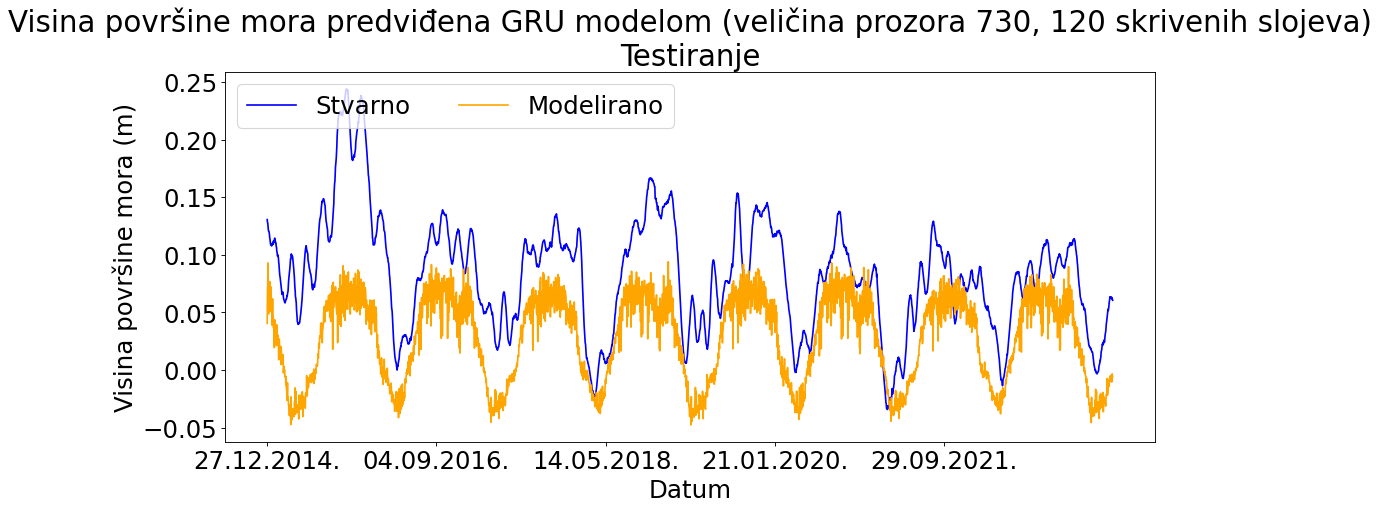 Visina površine mora predviđena GRU modelom (veličina prozora 730, 120 skrivenih slojeva)
Testiranje
Stvarno
Modelirano
Visina površine mora (m)
0.25
0.20
0.15
0.10
0.05
0.00
−0.05
27.12.2014.
04.09.2016.
14.05.2018.
21.01.2020.
29.09.2021.
Datum